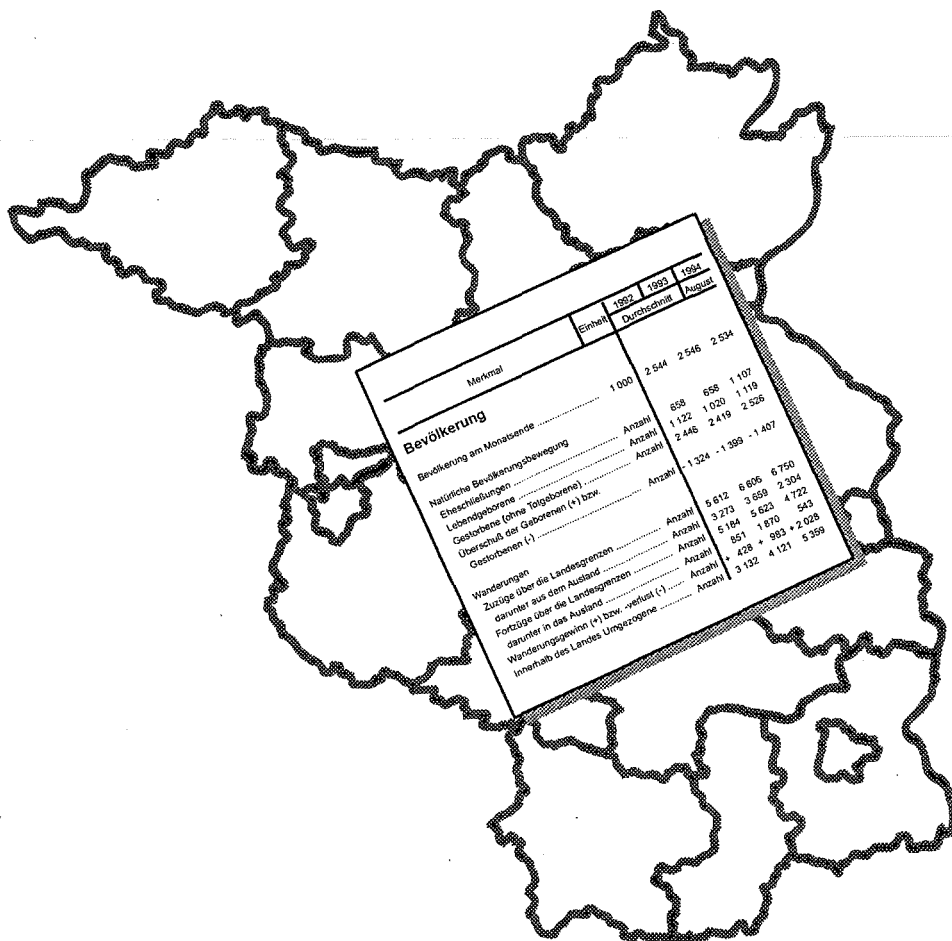 Merkmal Einheit 1992 1993 1994
Durchschnitt August
Bevölkerung
Bevölkerung am Monatsende .................... 1 000 2 544 2 546 2 534
Natürliche Bevölkerungsbewegung
Eheschließungen .................... Anzahl 658 658 1 107
Lebendgeborene .................... Anzahl 1 122 1 020 1 119
Gestorbene (ohne Totgeborene) .................... Anzahl 2 446 2 419 2 526
Überschuß der Geborenen (+) bzw.
Gestorbenen (-) .................... Anzahl - 1 324 - 1 399 - 1 407
Wanderungen
Zuzüge über die Landesgrenzen .................... Anzahl 5 612 6 606 6 750
darunter aus dem Ausland .................... Anzahl 3 273 3 659 2 304
Fortzüge über die Landesgrenzen .................... Anzahl 5 184 5 623 4 722
darunter in das Ausland .................... Anzahl 851 1 870 543
Wanderungsgewinn (+) bzw. -verlust (-) ...... Anzahl + 428 + 983 + 2 028
Innerhalb des Landes Umgezogene ............ Anzahl 3 132 4 121 5 359